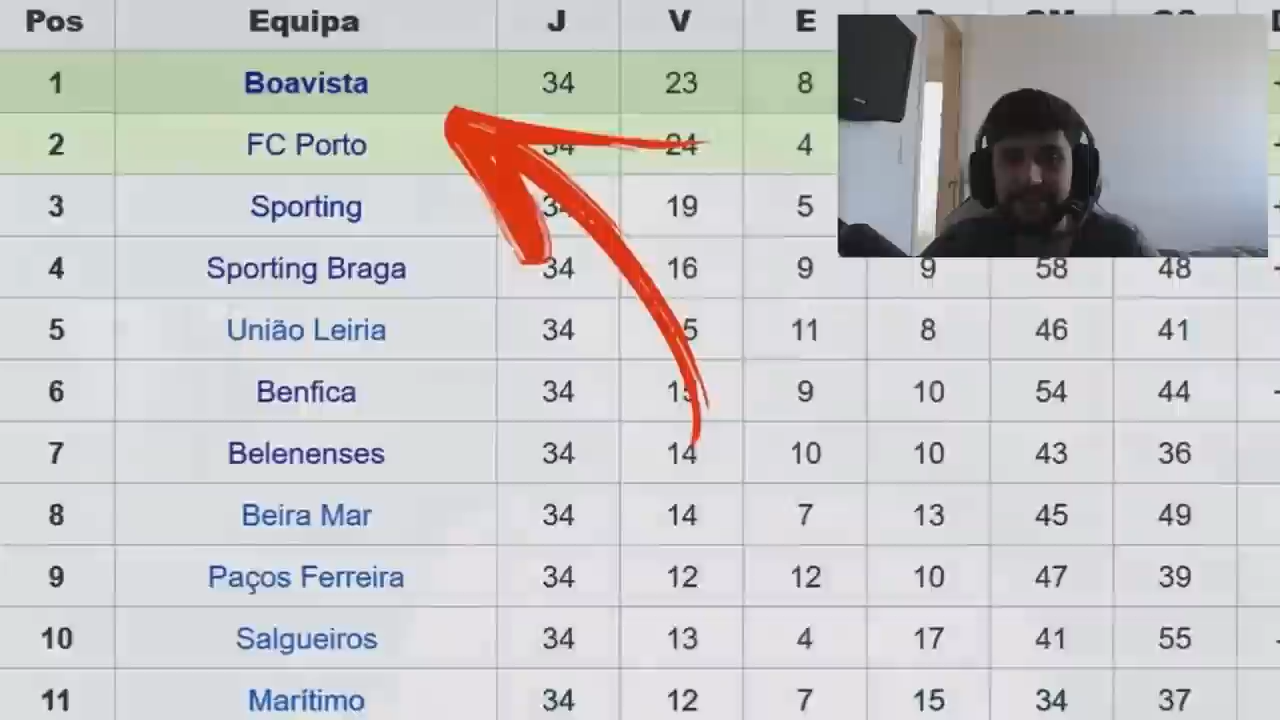 Pos Equipa J V E
1 Boavista 34 23 8
2 FC Porto 34 24 4
3 Sporting 34 19 5
4 Sporting Braga 34 16 9 9 58 48
5 União Leiria 34 5 11 8 46 41
6 Benfica 34 15 9 10 54 44
7 Belenenses 34 14 10 10 43 36
8 Beira Mar 34 14 7 13 45 49
9 Paços Ferreira 34 12 12 10 47 39
10 Salgueiros 34 13 4 17 41 55
11 Marítimo 34 12 7 15 34 37